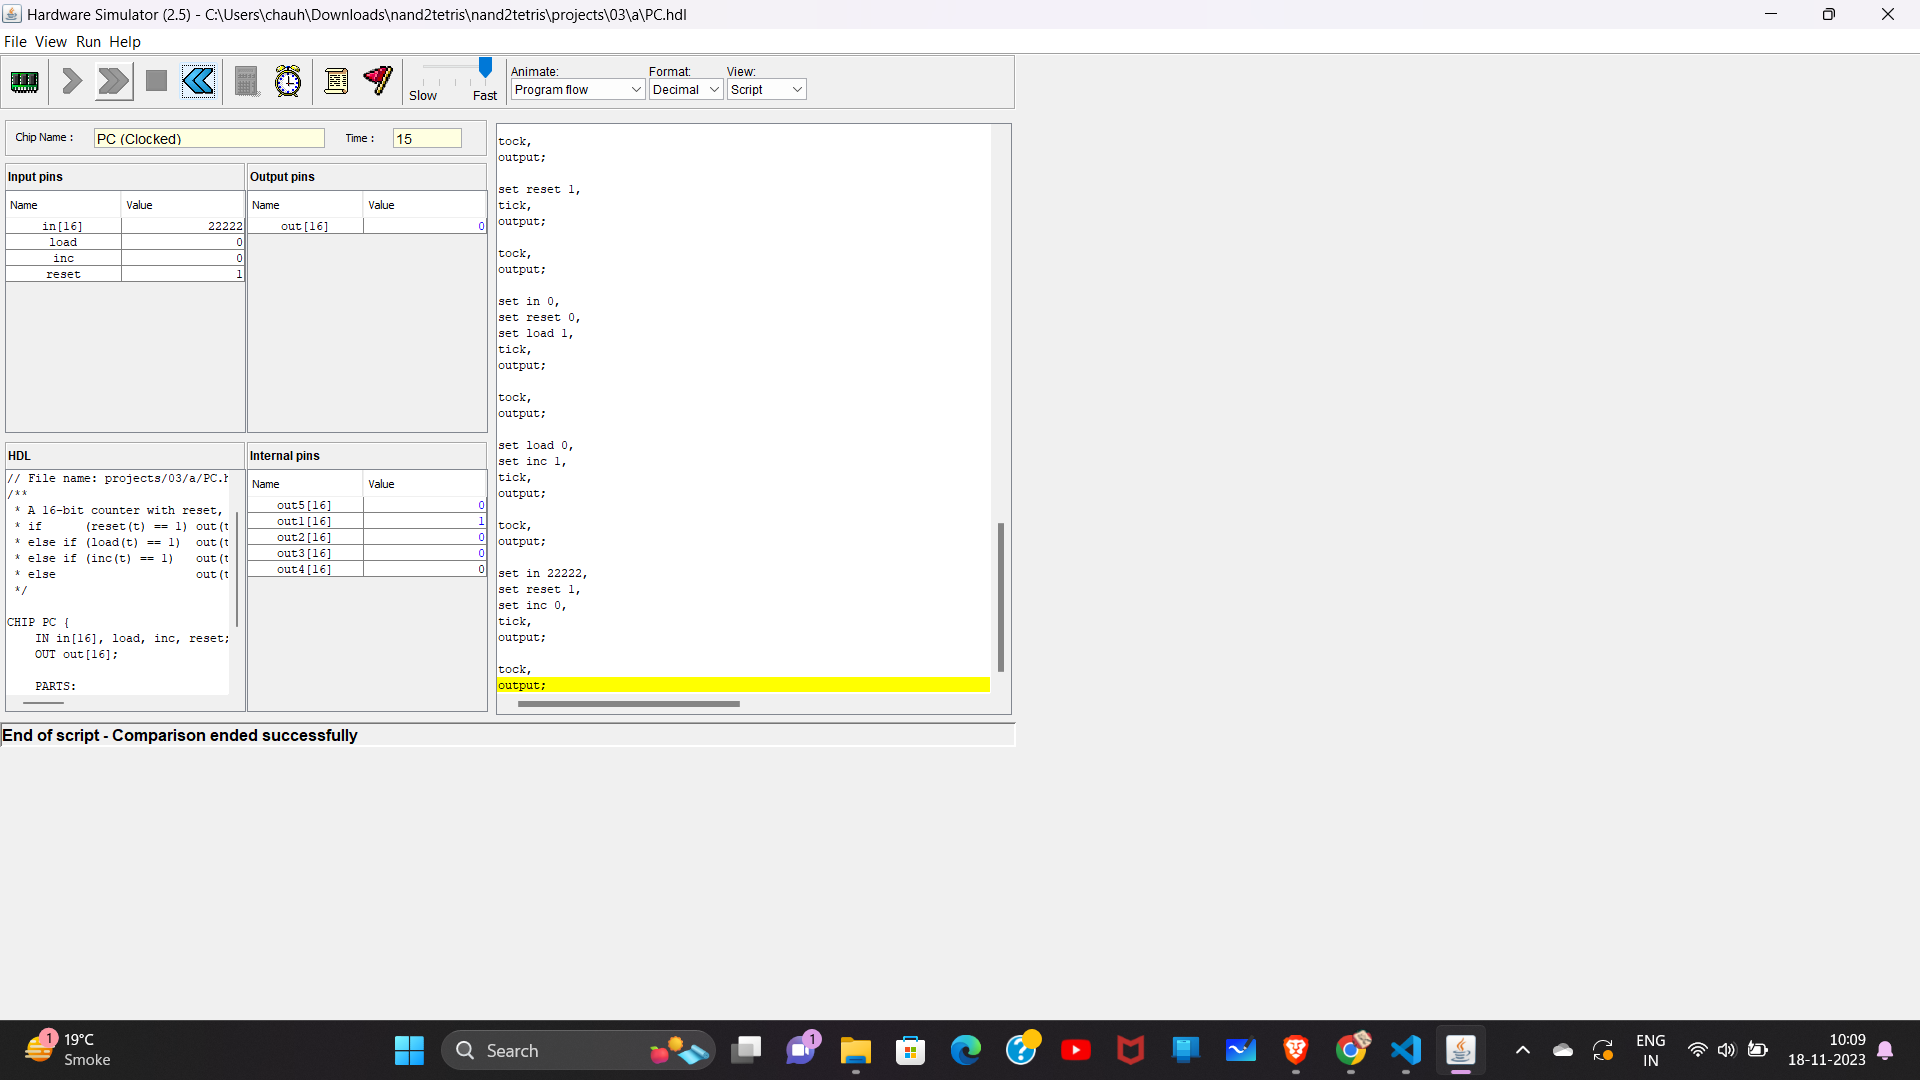 Hardware Simulator (2.5) - C:\Users\chauh\Downloads\nand2tetris\nand2tetris\projects\03\a\PC.hdl
File View Run Help
Slow Fast
Animate: Format: View:
Program flow Decimal Script
Chip Name : PC (Clocked) Time : 15
Input pins
Name Value
in[16] 22222
load 0
inc 0
reset 1
Output pins
Name Value
out[16] 0
HDL
// File name: projects/03/a/PC.h
/**
* A 16-bit counter with reset,
* if (reset(t) == 1) out(t
* else if (load(t) == 1) out(t
* else if (inc(t) == 1) out(t
* else out(t
*/
CHIP PC {
IN in[16], load, inc, reset;
OUT out[16];
PARTS:
Internal pins
Name Value
out5[16] 0
out1[16] 1
out2[16] 0
out3[16] 0
out4[16] 0
tock,
output;
set reset 1,
tick,
output;
tock,
output;
set in 0,
set reset 0,
set load 1,
tick,
output;
tock,
output;
set load 0,
set inc 1,
tick,
output;
tock,
output;
set in 22222,
set reset 1,
set inc 0,
tick,
output;
tock,
output;
End of script - Comparison ended successfully
1 19°C
Smoke
Search
1
ENG
IN
10:09
18-11-2023